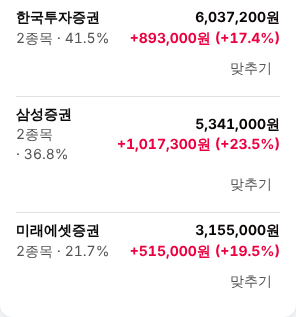 한국투자증권 6,037,200원
2종목 · 41.5% +893,000원 (+17.4%)
맞추기
삼성증권
5,341,000원
2종목
+1,017,300원 (+23.5%)
· 36.8%
맞추기
미래에셋증권 3,155,000원
2종목 · 21.7% +515,000원 (+19.5%)
맞추기